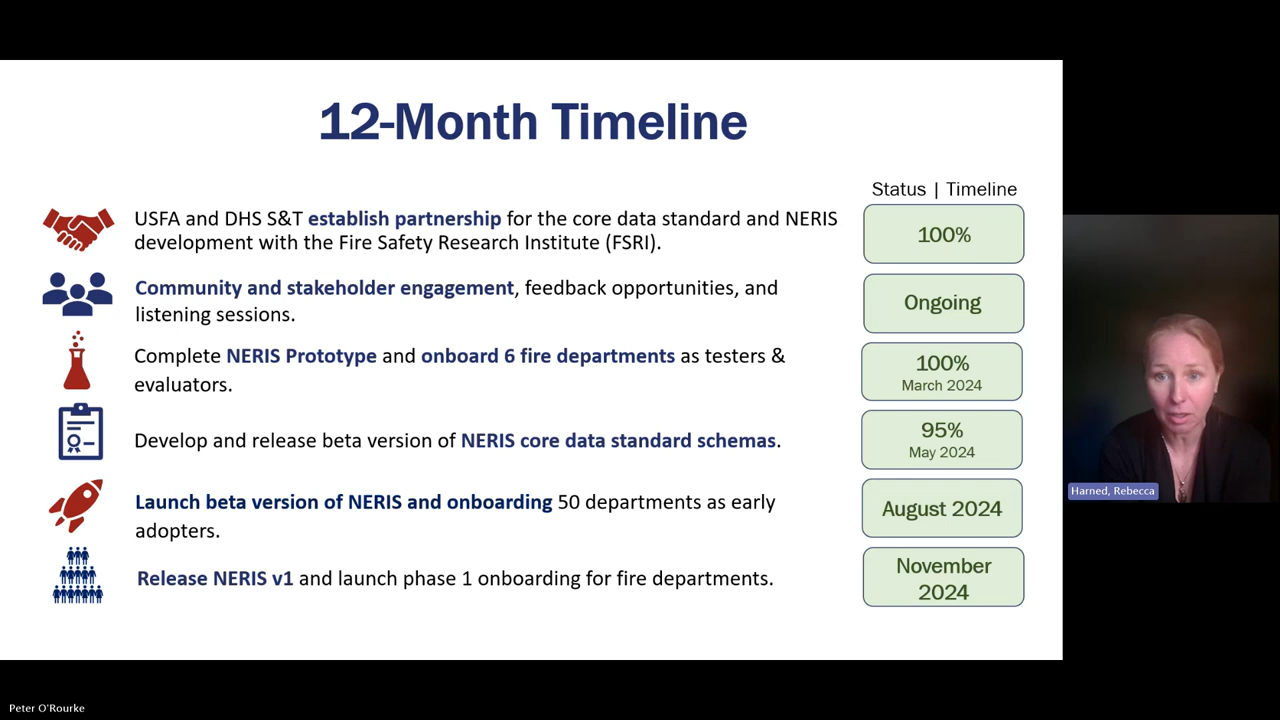 12-Month Timeline
Status | Timeline
USFA and DHS S&T establish partnership for the core data standard and NERIS
development with the Fire Safety Research Institute (FSRI).
100%
Community and stakeholder engagement, feedback opportunities, and
listening sessions.
Ongoing
Complete NERIS Prototype and onboard 6 fire departments as testers &
evaluators.
100%
March 2024
Develop and release beta version of NERIS core data standard schemas.
95%
May 2024
Launch beta version of NERIS and onboarding 50 departments as early
adopters.
August 2024
Release NERIS v1 and launch phase 1 onboarding for fire departments.
November
2024
Harned, Rebecca
Peter O'Rourke